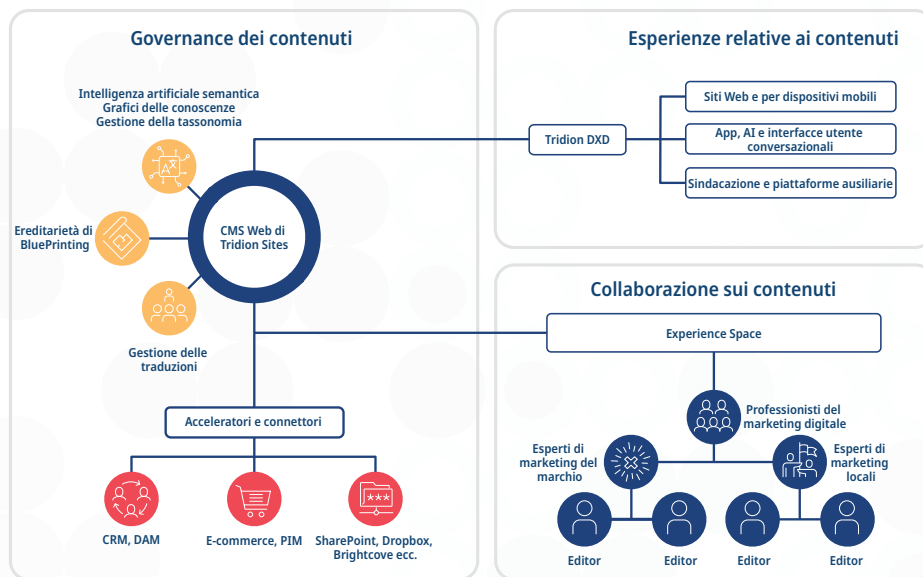 Governance dei contenuti
Intelligenza artificiale semantica
Grafici delle conoscenze
Gestione della tassonomia
Ereditarietà di
BluePrinting
CMS Web di
Tridion Sites
Gestione delle
traduzioni
Acceleratori e connettori
CRM, DAM
E-commerce, PIM
SharePoint, Dropbox,
Brightcove ecc.
Esperienze relative ai contenuti
Tridion DXD
Siti Web e per dispositivi mobili
App, AI e interfacce utente
conversazionali
Sindacazione e piattaforme ausiliarie
Collaborazione sui contenuti
Experience Space
Professionisti del
marketing digitale
Esperti di
marketing del
marchio
Esperti di
marketing
locali
Editor
Editor
Editor
Editor